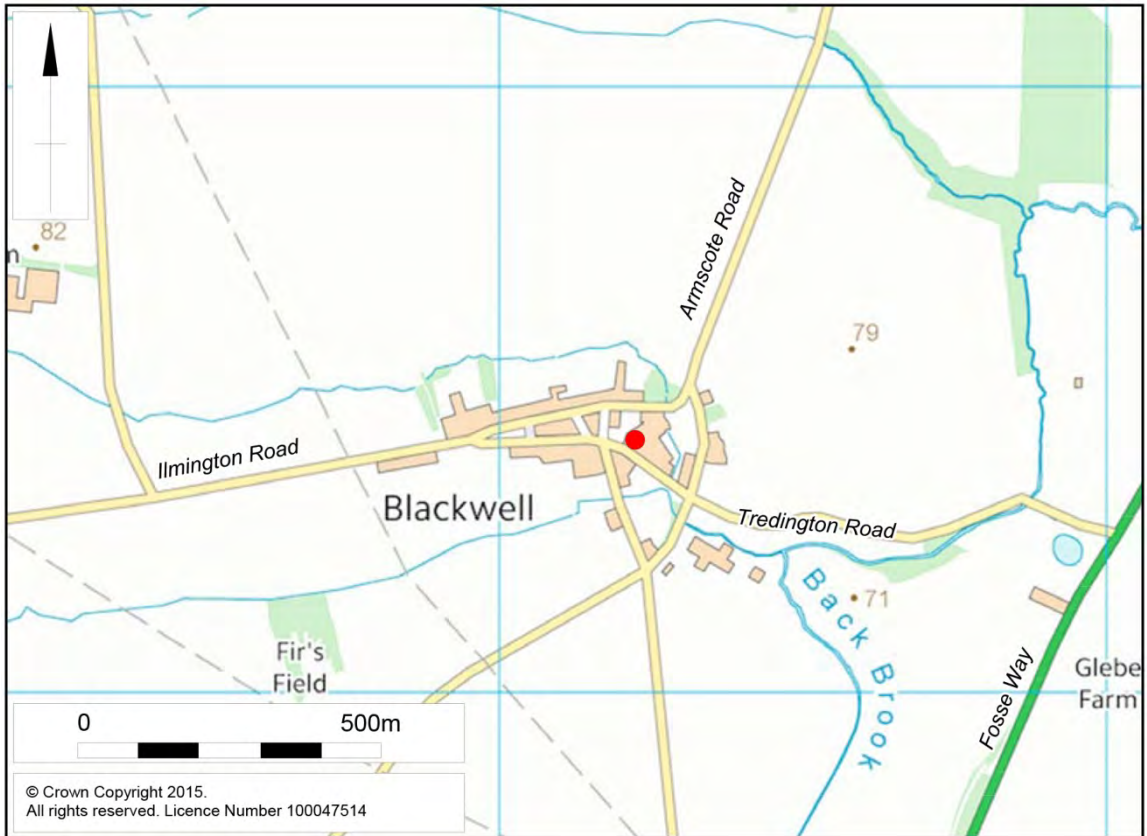 82
m
Armscote Road
79
Ilmington Road
Blackwell
Tredington Road
Back Brook
71
Fir's
Field
Fosse Way
Glebe
Farm
0 500m
© Crown Copyright 2015.
All rights reserved. Licence Number 100047514